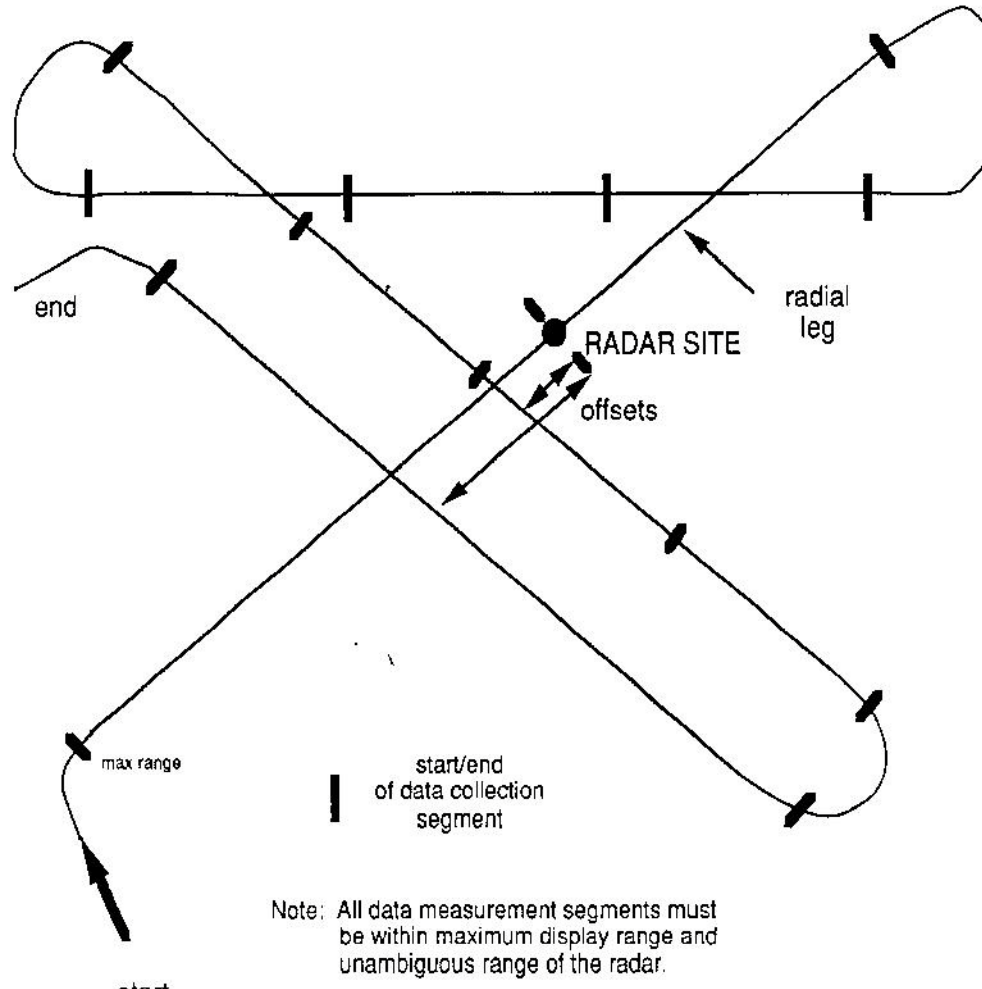 end
radial
leg
RADAR SITE
offsets
max range
start/end
of data collection
segment
Note: All data measurement segments must
be within maximum display range and
unambiguous range of the radar.
start